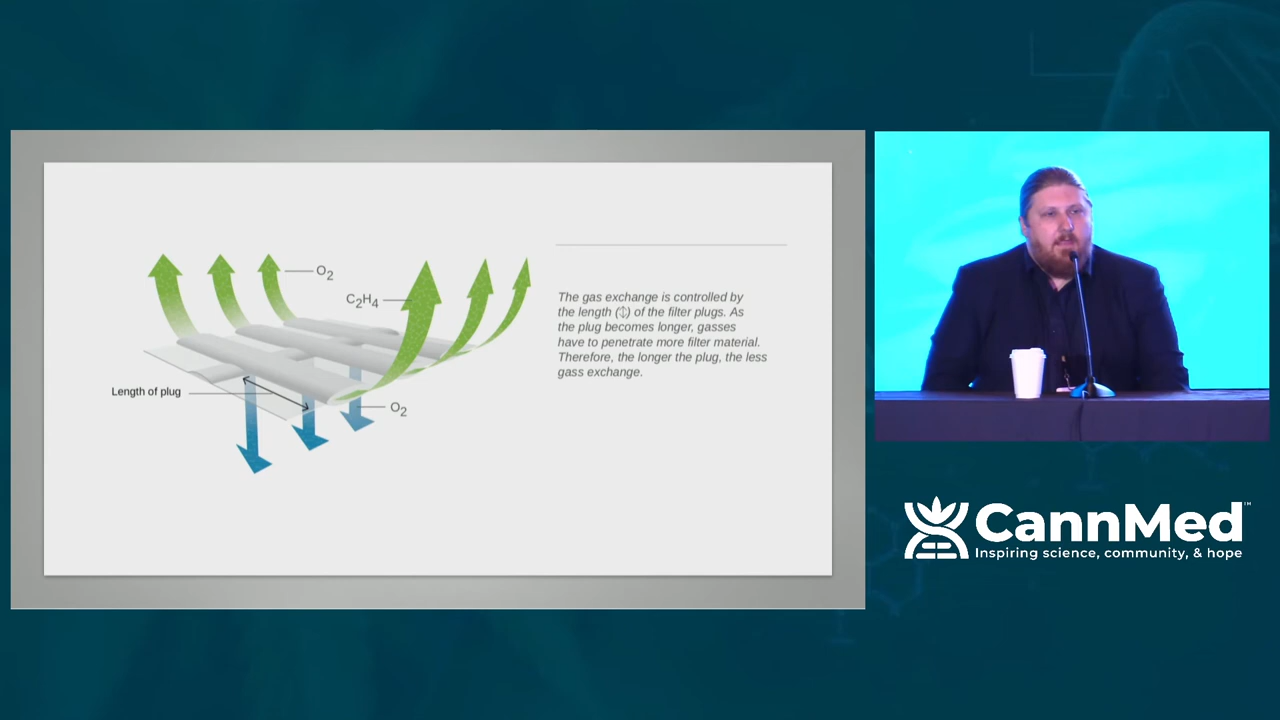 O2
C2H4
Length of plug
O2
The gas exchange is controlled by
the length (↕) of the filter plugs. As
the plug becomes longer, gasses
have to penetrate more filter material.
Therefore, the longer the plug, the less
gass exchange.
CannMed™
Inspiring science, community, & hope